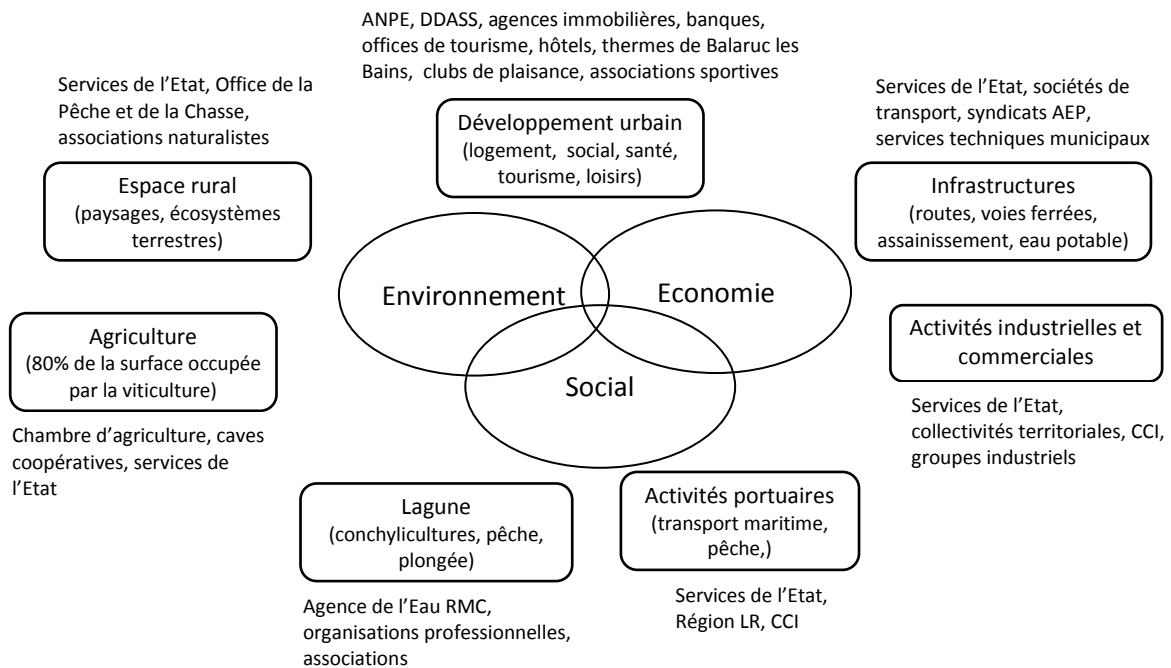 ANPE, DDASS, agences immobilières, banques,
offices de tourisme, hôtels, thermes de Balaruc les
Bains, clubs de plaisance, associations sportives
Services de l'Etat, Office de la
Pêche et de la Chasse,
associations naturalistes
Services de l'Etat, sociétés de
transport, syndicats AEP,
services techniques municipaux
Développement urbain
(logement, social, santé,
tourisme, loisirs)
Espace rural
(paysages, écosystèmes
terrestres)
Infrastructures
(routes, voies ferrées,
assainissement, eau potable)
Environnement
Economie
Social
Agriculture
(80% de la surface occupée
par la viticulture)
Activités industrielles et
commerciales
Chambre d'agriculture, caves
coopératives, services de
l'Etat
Services de l'Etat,
collectivités territoriales, CCI,
groupes industriels
Lagune
(conchylicultures, pêche,
plongée)
Activités portuaires
(transport maritime,
pêche,)
Agence de l'Eau RMC,
organisations professionnelles,
associations
Services de l'Etat,
Région LR, CCI